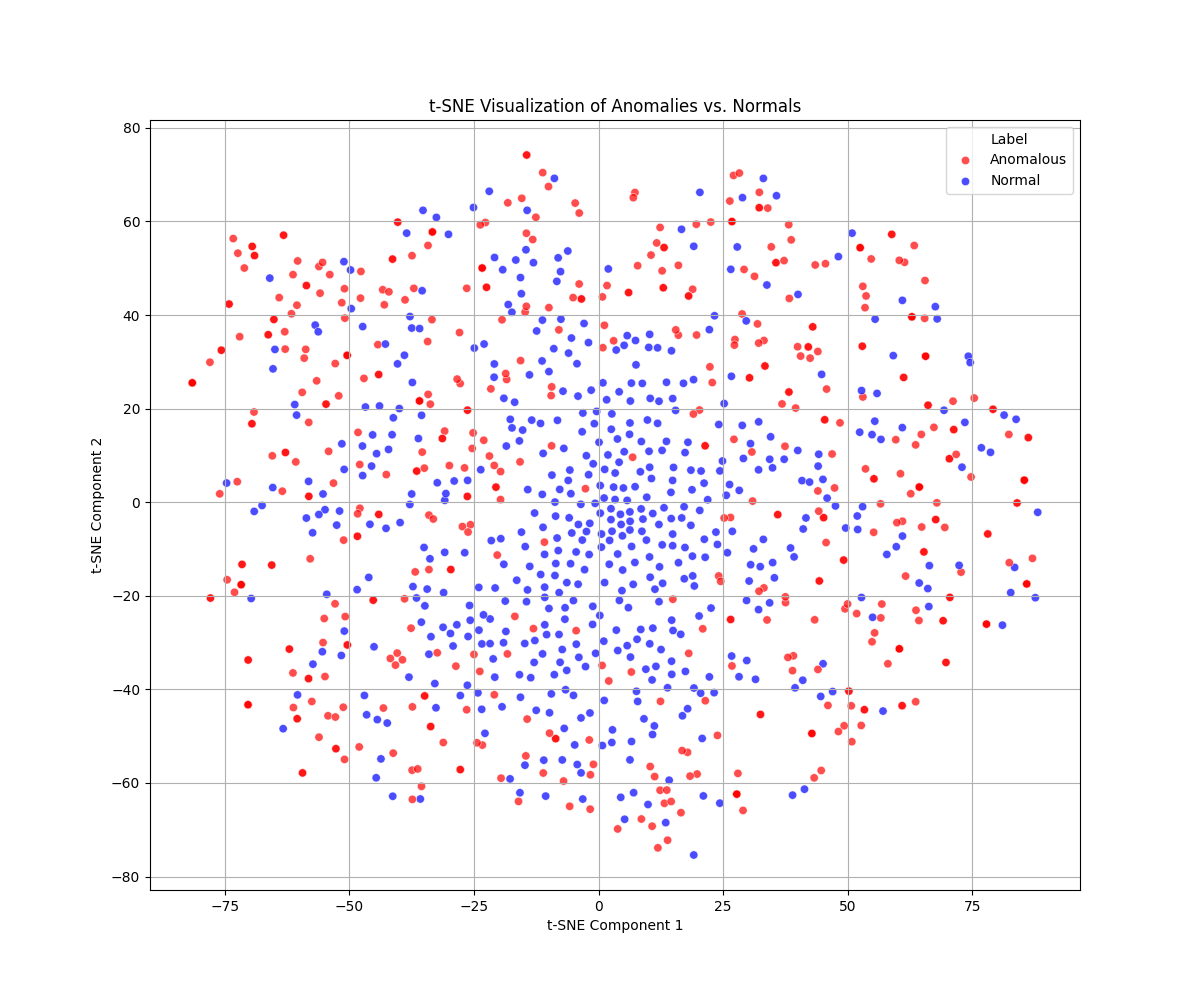 t-SNE Visualization of Anomalies vs. Normals
Label
Anomalous
Normal
80
60
40
20
0
−20
−40
−60
−80
t-SNE Component 2
−75
−50
−25
0
25
50
75
t-SNE Component 1